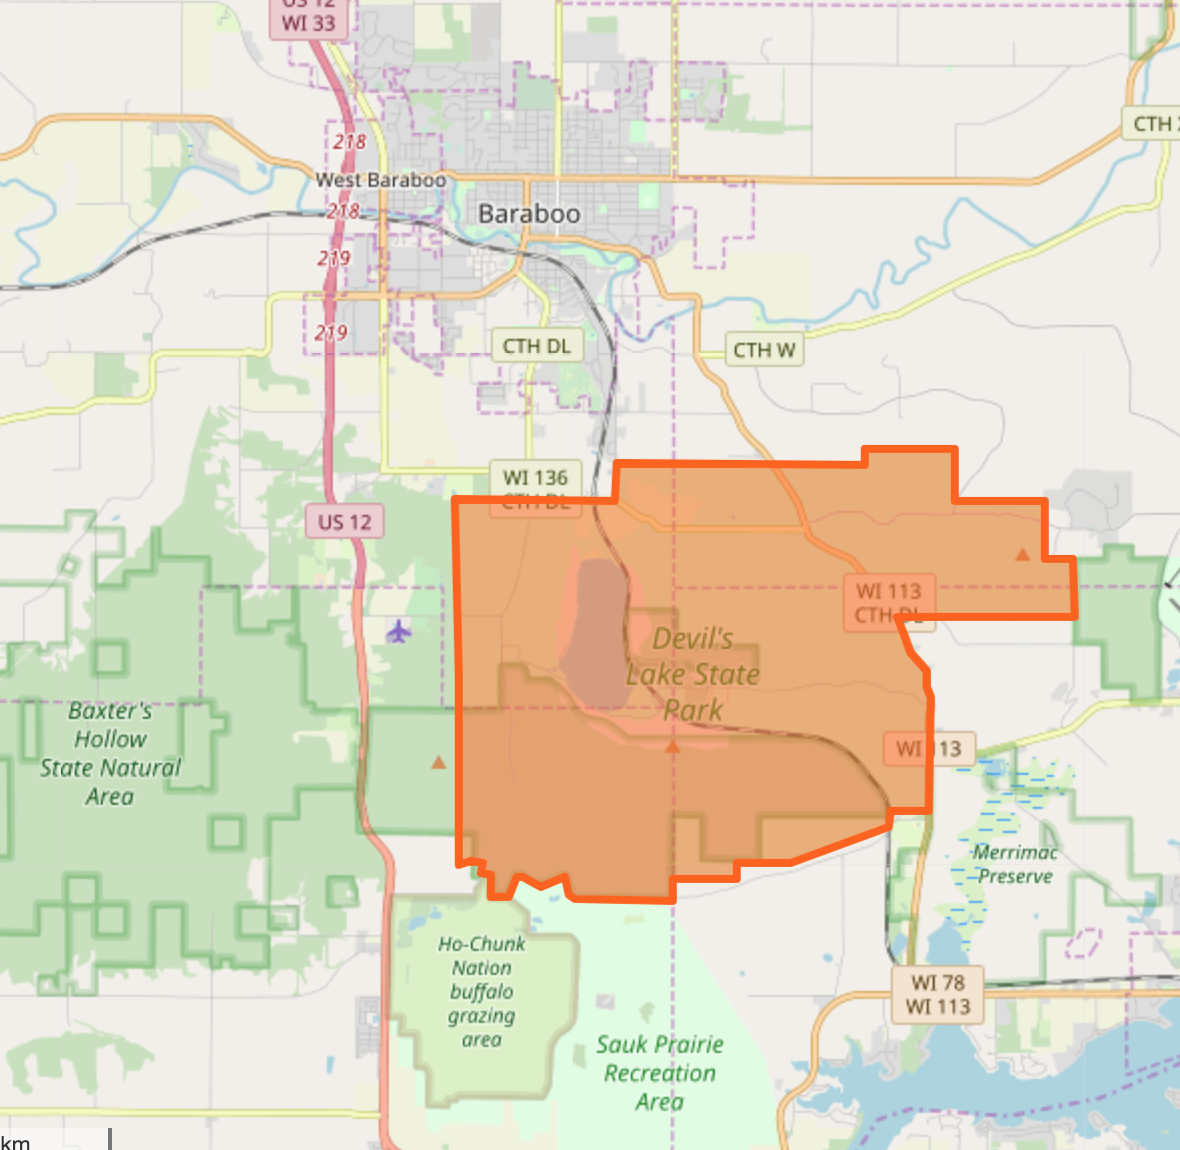 US 12
WI 33
CTH
218
West Baraboo
218
Baraboo
219
219
CTH DL
CTH W
WI 136
CTH DL
US 12
WI 113
CTH DL
Devil's
Lake State
Park
Baxter's
Hollow
State Natural
Area
WI 113
Merrimac
Preserve
Ho-Chunk
Nation
buffalo
grazing
area
WI 78
WI 113
Sauk Prairie
Recreation
Area
km